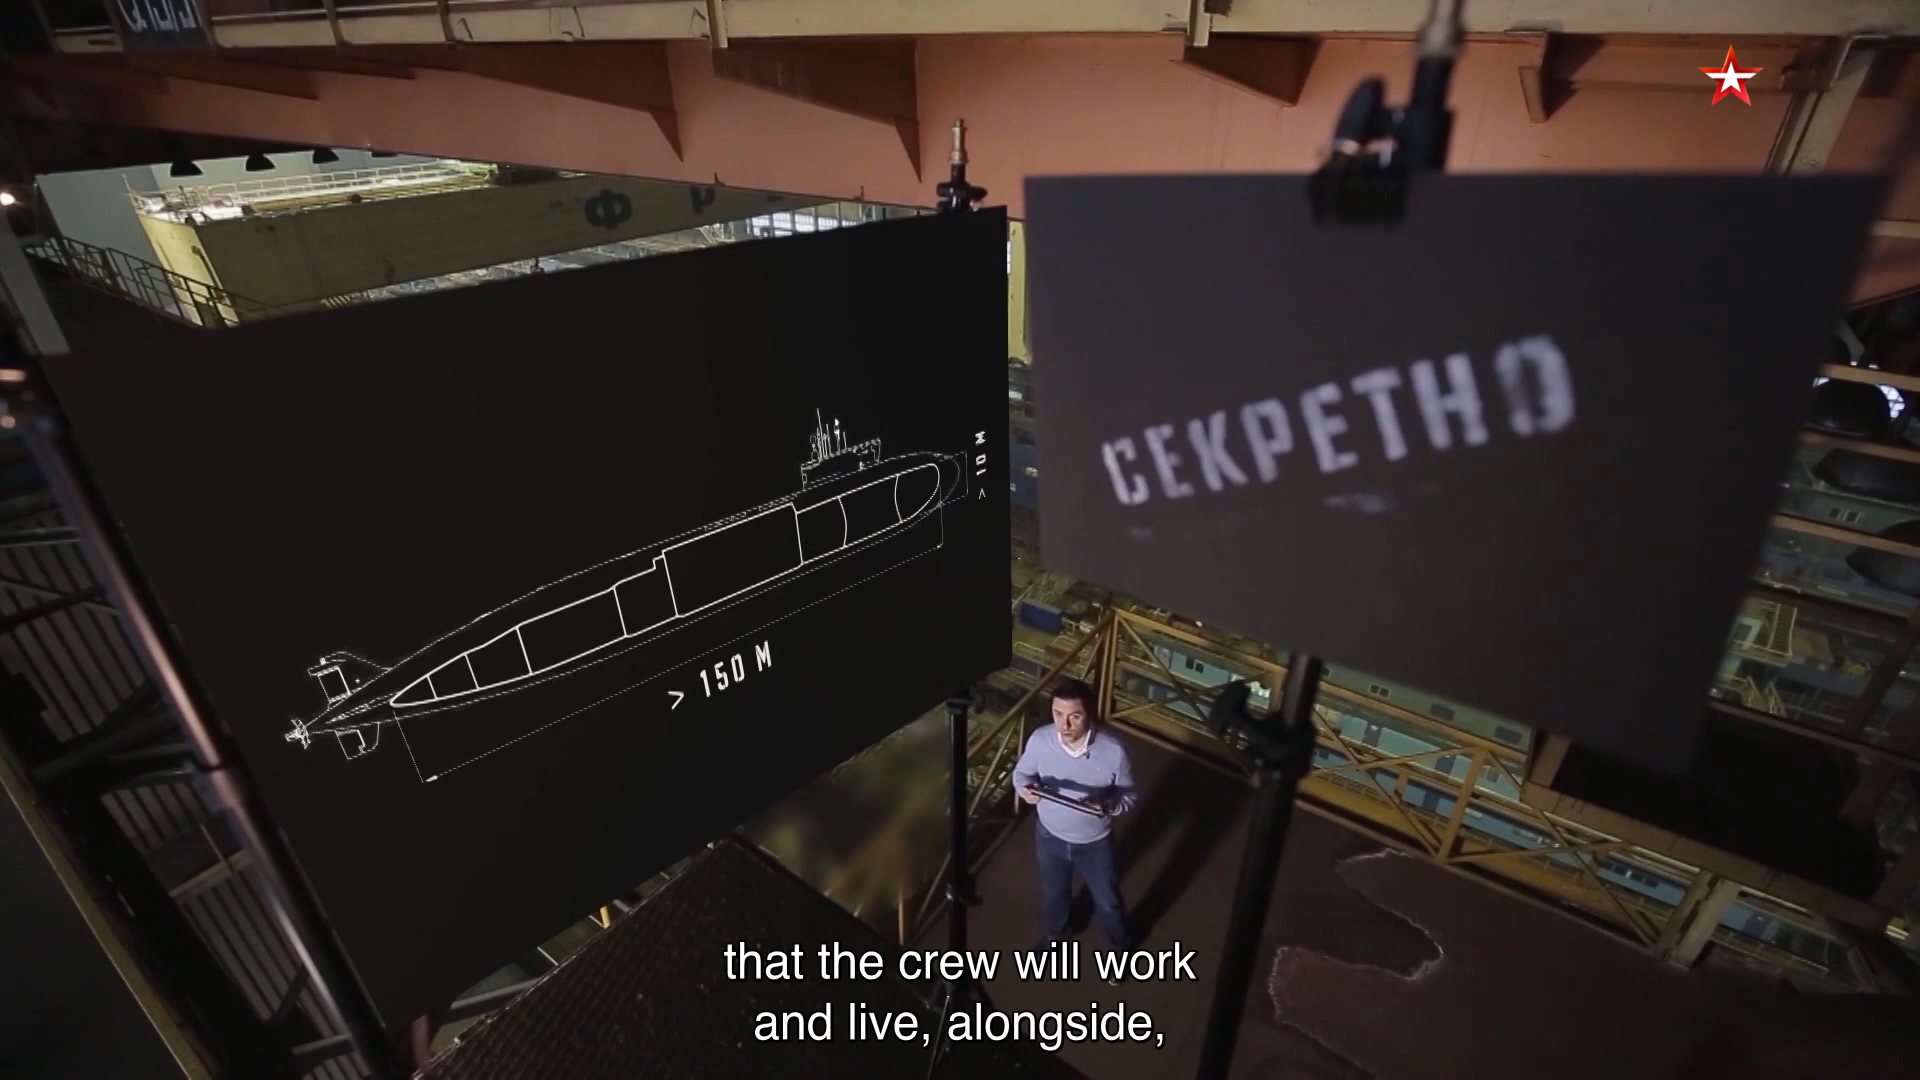 Ф Р
> 10 М
СЕКРЕТНО
> 150 М
that the crew will work
and live, alongside,